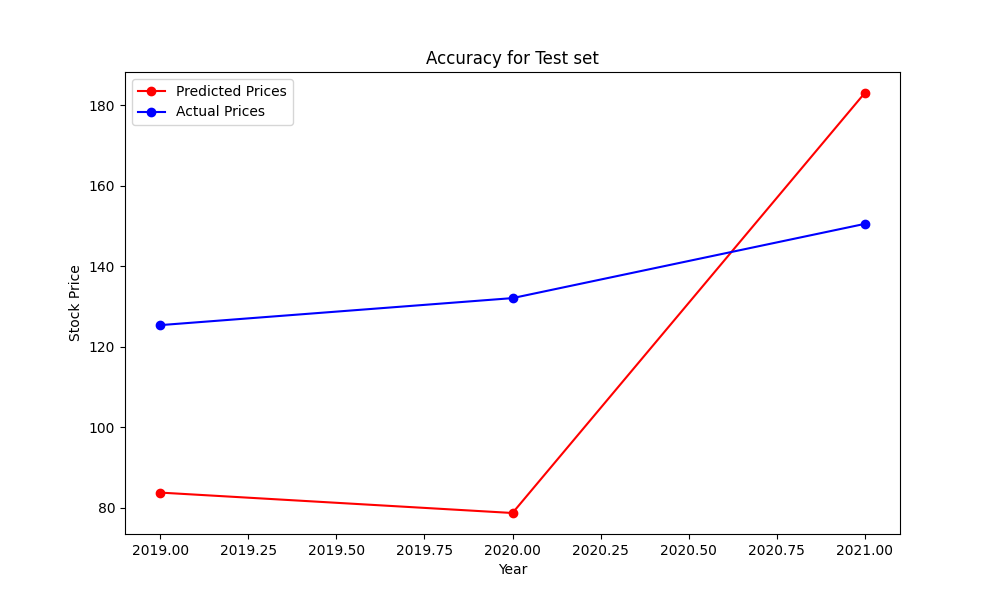 Accuracy for Test set
Predicted Prices
Actual Prices
180
160
140
120
100
80
Stock Price
2019.00 2019.25 2019.50 2019.75 2020.00 2020.25 2020.50 2020.75 2021.00
Year